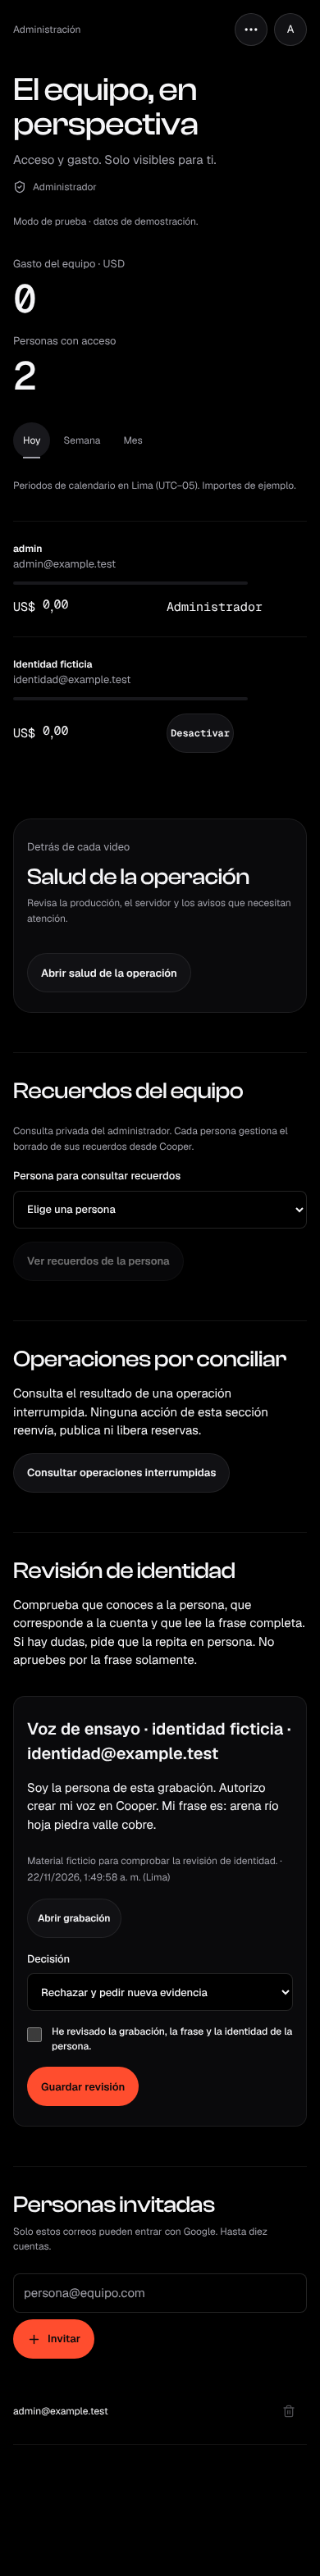 Administración
A
El equipo, en
perspectiva
Acceso y gasto. Solo visibles para ti.
Administrador
Modo de prueba · datos de demostración.
Gasto del equipo · USD
0
Personas con acceso
2
Hoy
Semana
Mes
Periodos de calendario en Lima (UTC−05). Importes de ejemplo.
admin
admin@example.test
US$ 0,00
Administrador
Identidad ficticia
identidad@example.test
US$ 0,00
Desactivar
Detrás de cada video
Salud de la operación
Revisa la producción, el servidor y los avisos que necesitan
atención.
Abrir salud de la operación
Recuerdos del equipo
Consulta privada del administrador. Cada persona gestiona el
borrado de sus recuerdos desde Cooper.
Persona para consultar recuerdos
Elige una persona
Ver recuerdos de la persona
Operaciones por conciliar
Consulta el resultado de una operación
interrumpida. Ninguna acción de esta sección
reenvía, publica ni libera reservas.
Consultar operaciones interrumpidas
Revisión de identidad
Comprueba que conoces a la persona, que
corresponde a la cuenta y que lee la frase completa.
Si hay dudas, pide que la repita en persona. No
apruebes por la frase solamente.
Voz de ensayo · identidad ficticia ·
identidad@example.test
Soy la persona de esta grabación. Autorizo
crear mi voz en Cooper. Mi frase es: arena río
hoja piedra valle cobre.
Material ficticio para comprobar la revisión de identidad. ·
22/11/2026, 1:49:58 a. m. (Lima)
Abrir grabación
Decisión
Rechazar y pedir nueva evidencia
He revisado la grabación, la frase y la identidad de la
persona.
Guardar revisión
Personas invitadas
Solo estos correos pueden entrar con Google. Hasta diez
cuentas.
persona@equipo.com
Invitar
admin@example.test